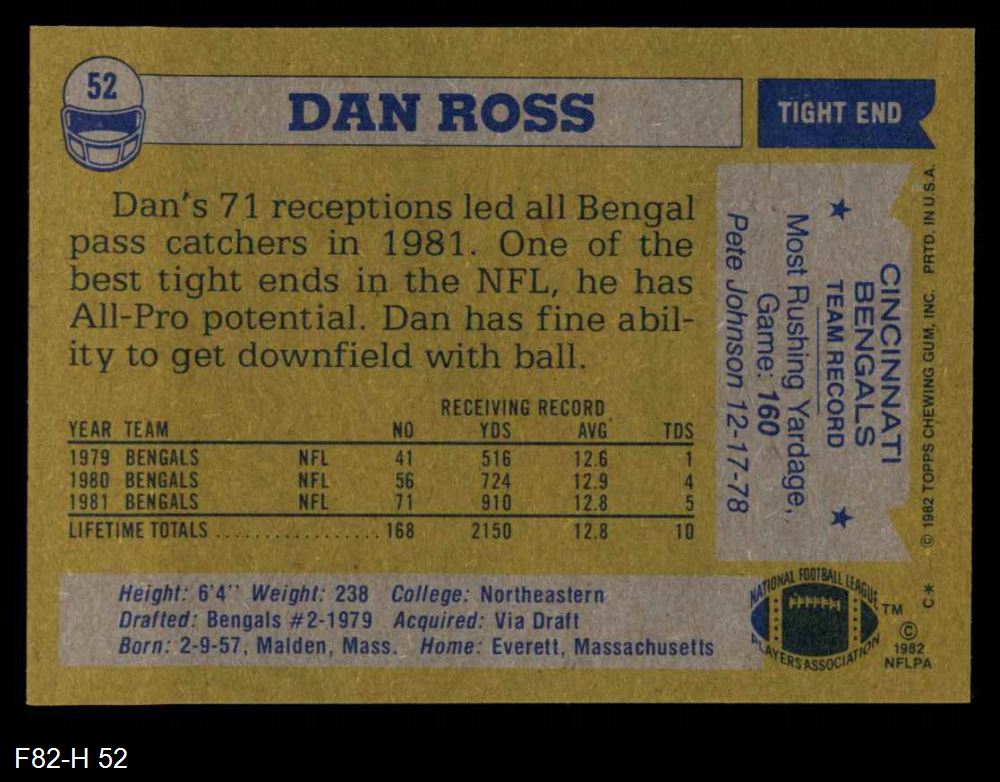 52
DAN ROSS
TIGHT END
Dan's 71 receptions led all Bengal
pass catchers in 1981. One of the
best tight ends in the NFL, he has
All-Pro potential. Dan has fine abil-
ity to get downfield with ball.
RECEIVING RECORD
YEAR TEAM NO YDS AVG TDS
1979 BENGALS NFL 41 516 12.6 1
1980 BENGALS NFL 56 724 12.9 4
1981 BENGALS NFL 71 910 12.8 5
LIFETIME TOTALS ................. 168 2150 12.8 10
Height: 6'4" Weight: 238 College: Northeastern
Drafted: Bengals #2-1979 Acquired: Via Draft
Born: 2-9-57, Malden, Mass. Home: Everett, Massachusetts
CINCINNATI
BENGALS
TEAM RECORD
Most Rushing Yardage,
Game: 160
Pete Johnson 12-17-78
© 1982 TOPPS CHEWING GUM, INC. PRTD. IN U.S.A.
C*
NATIONAL FOOTBALL LEAGUE
PLAYERS ASSOCIATION
TM
©
1982
NFLPA
F82-H 52